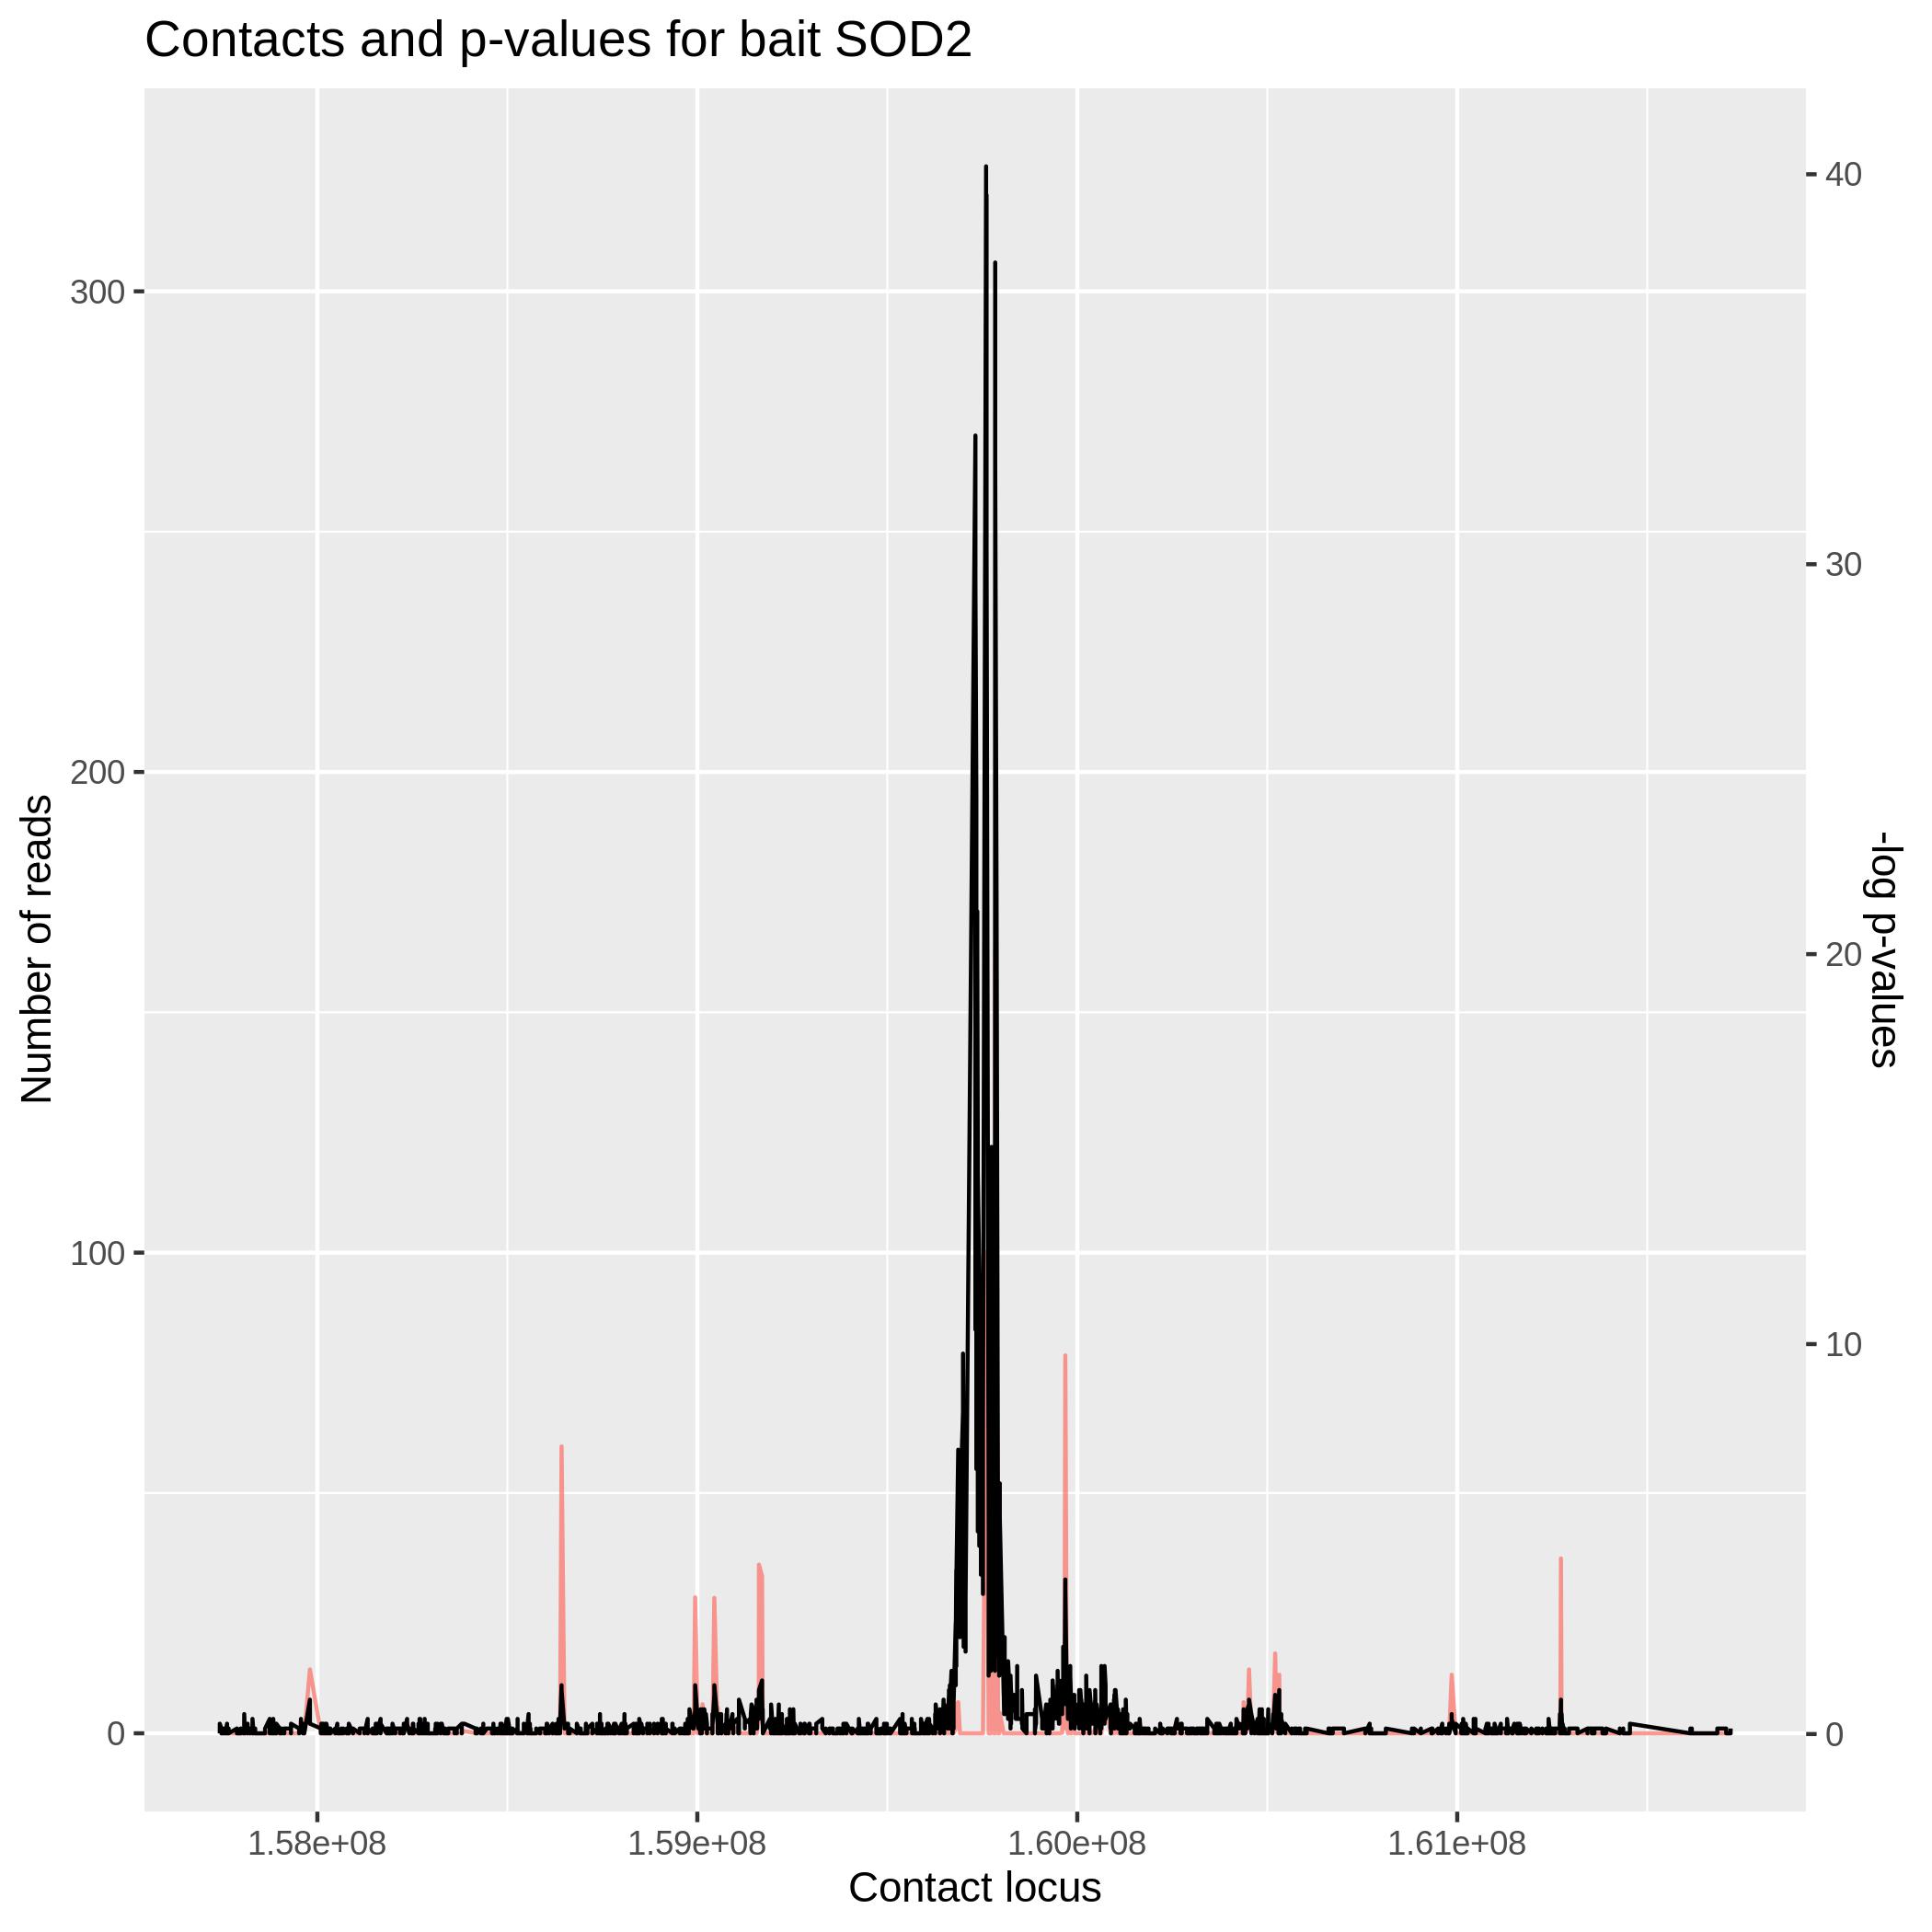 Contacts and p-values for bait SOD2
300
200
100
0
Number of reads
40
30
20
10
0
-log p-values
1.58e+08
1.59e+08
1.60e+08
1.61e+08
Contact locus